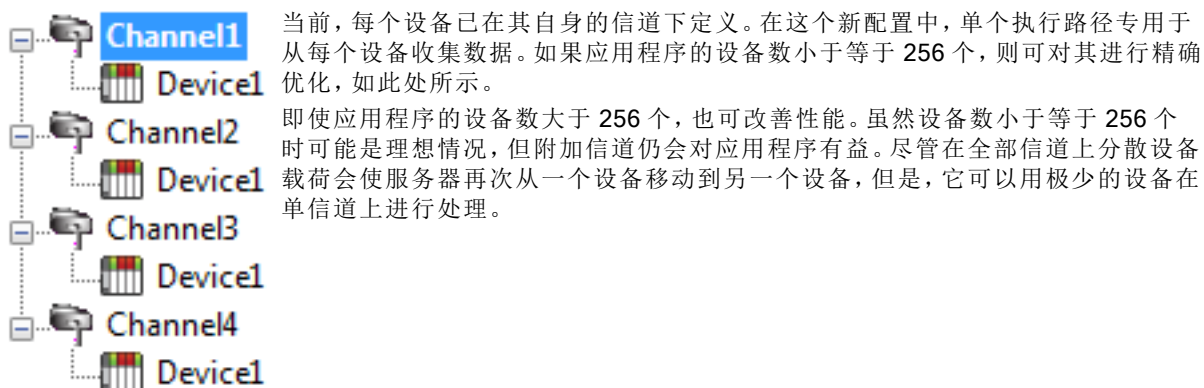 Channel1
Device1
Channel2
Device1
Channel3
Device1
Channel4
Device1
当前，每个设备已在其自身的信道下定义。在这个新配置中，单个执行路径专用于
从每个设备收集数据。如果应用程序的设备数小于等于 256 个，则可对其进行精确
优化，如此处所示。
即使应用程序的设备数大于 256 个，也可改善性能。虽然设备数小于等于 256 个
时可能是理想情况，但附加信道仍会对应用程序有益。尽管在全部信道上分散设备
载荷会使服务器再次从一个设备移动到另一个设备，但是，它可以用极少的设备在
单信道上进行处理。